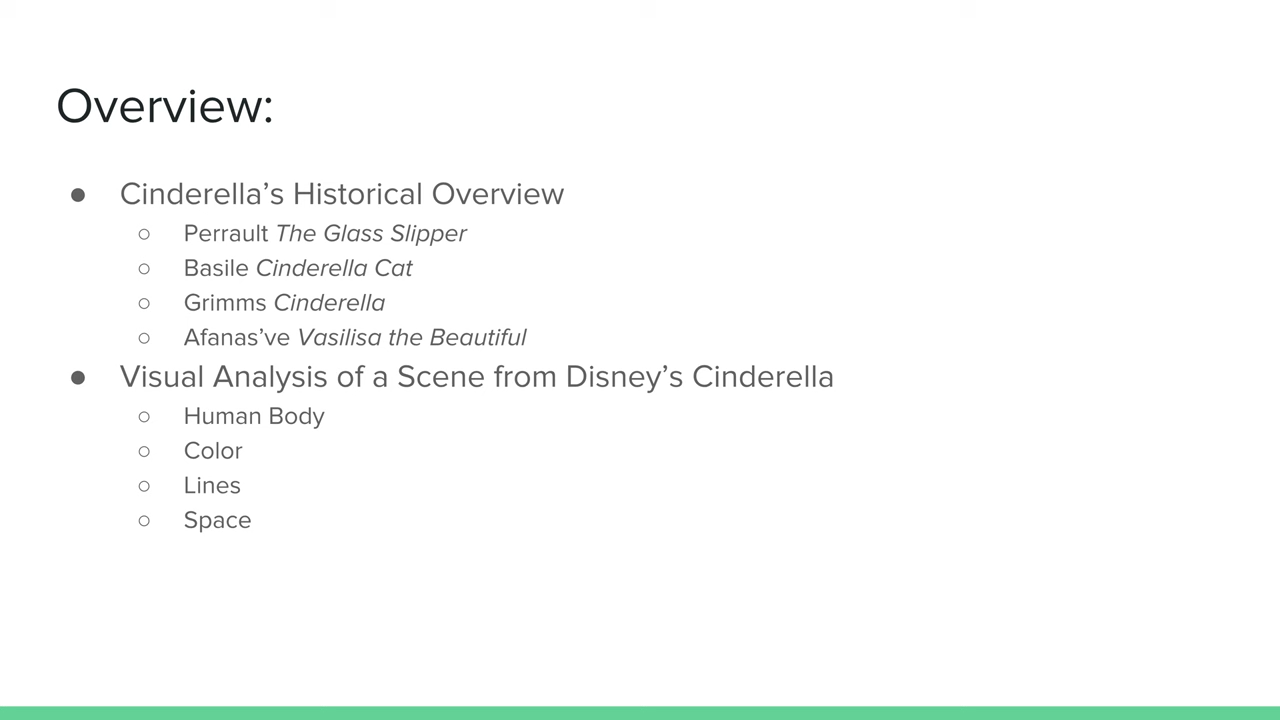 Overview:
● Cinderella’s Historical Overview
○ Perrault The Glass Slipper
○ Basile Cinderella Cat
○ Grimms Cinderella
○ Afanas’ve Vasilisa the Beautiful
● Visual Analysis of a Scene from Disney’s Cinderella
○ Human Body
○ Color
○ Lines
○ Space